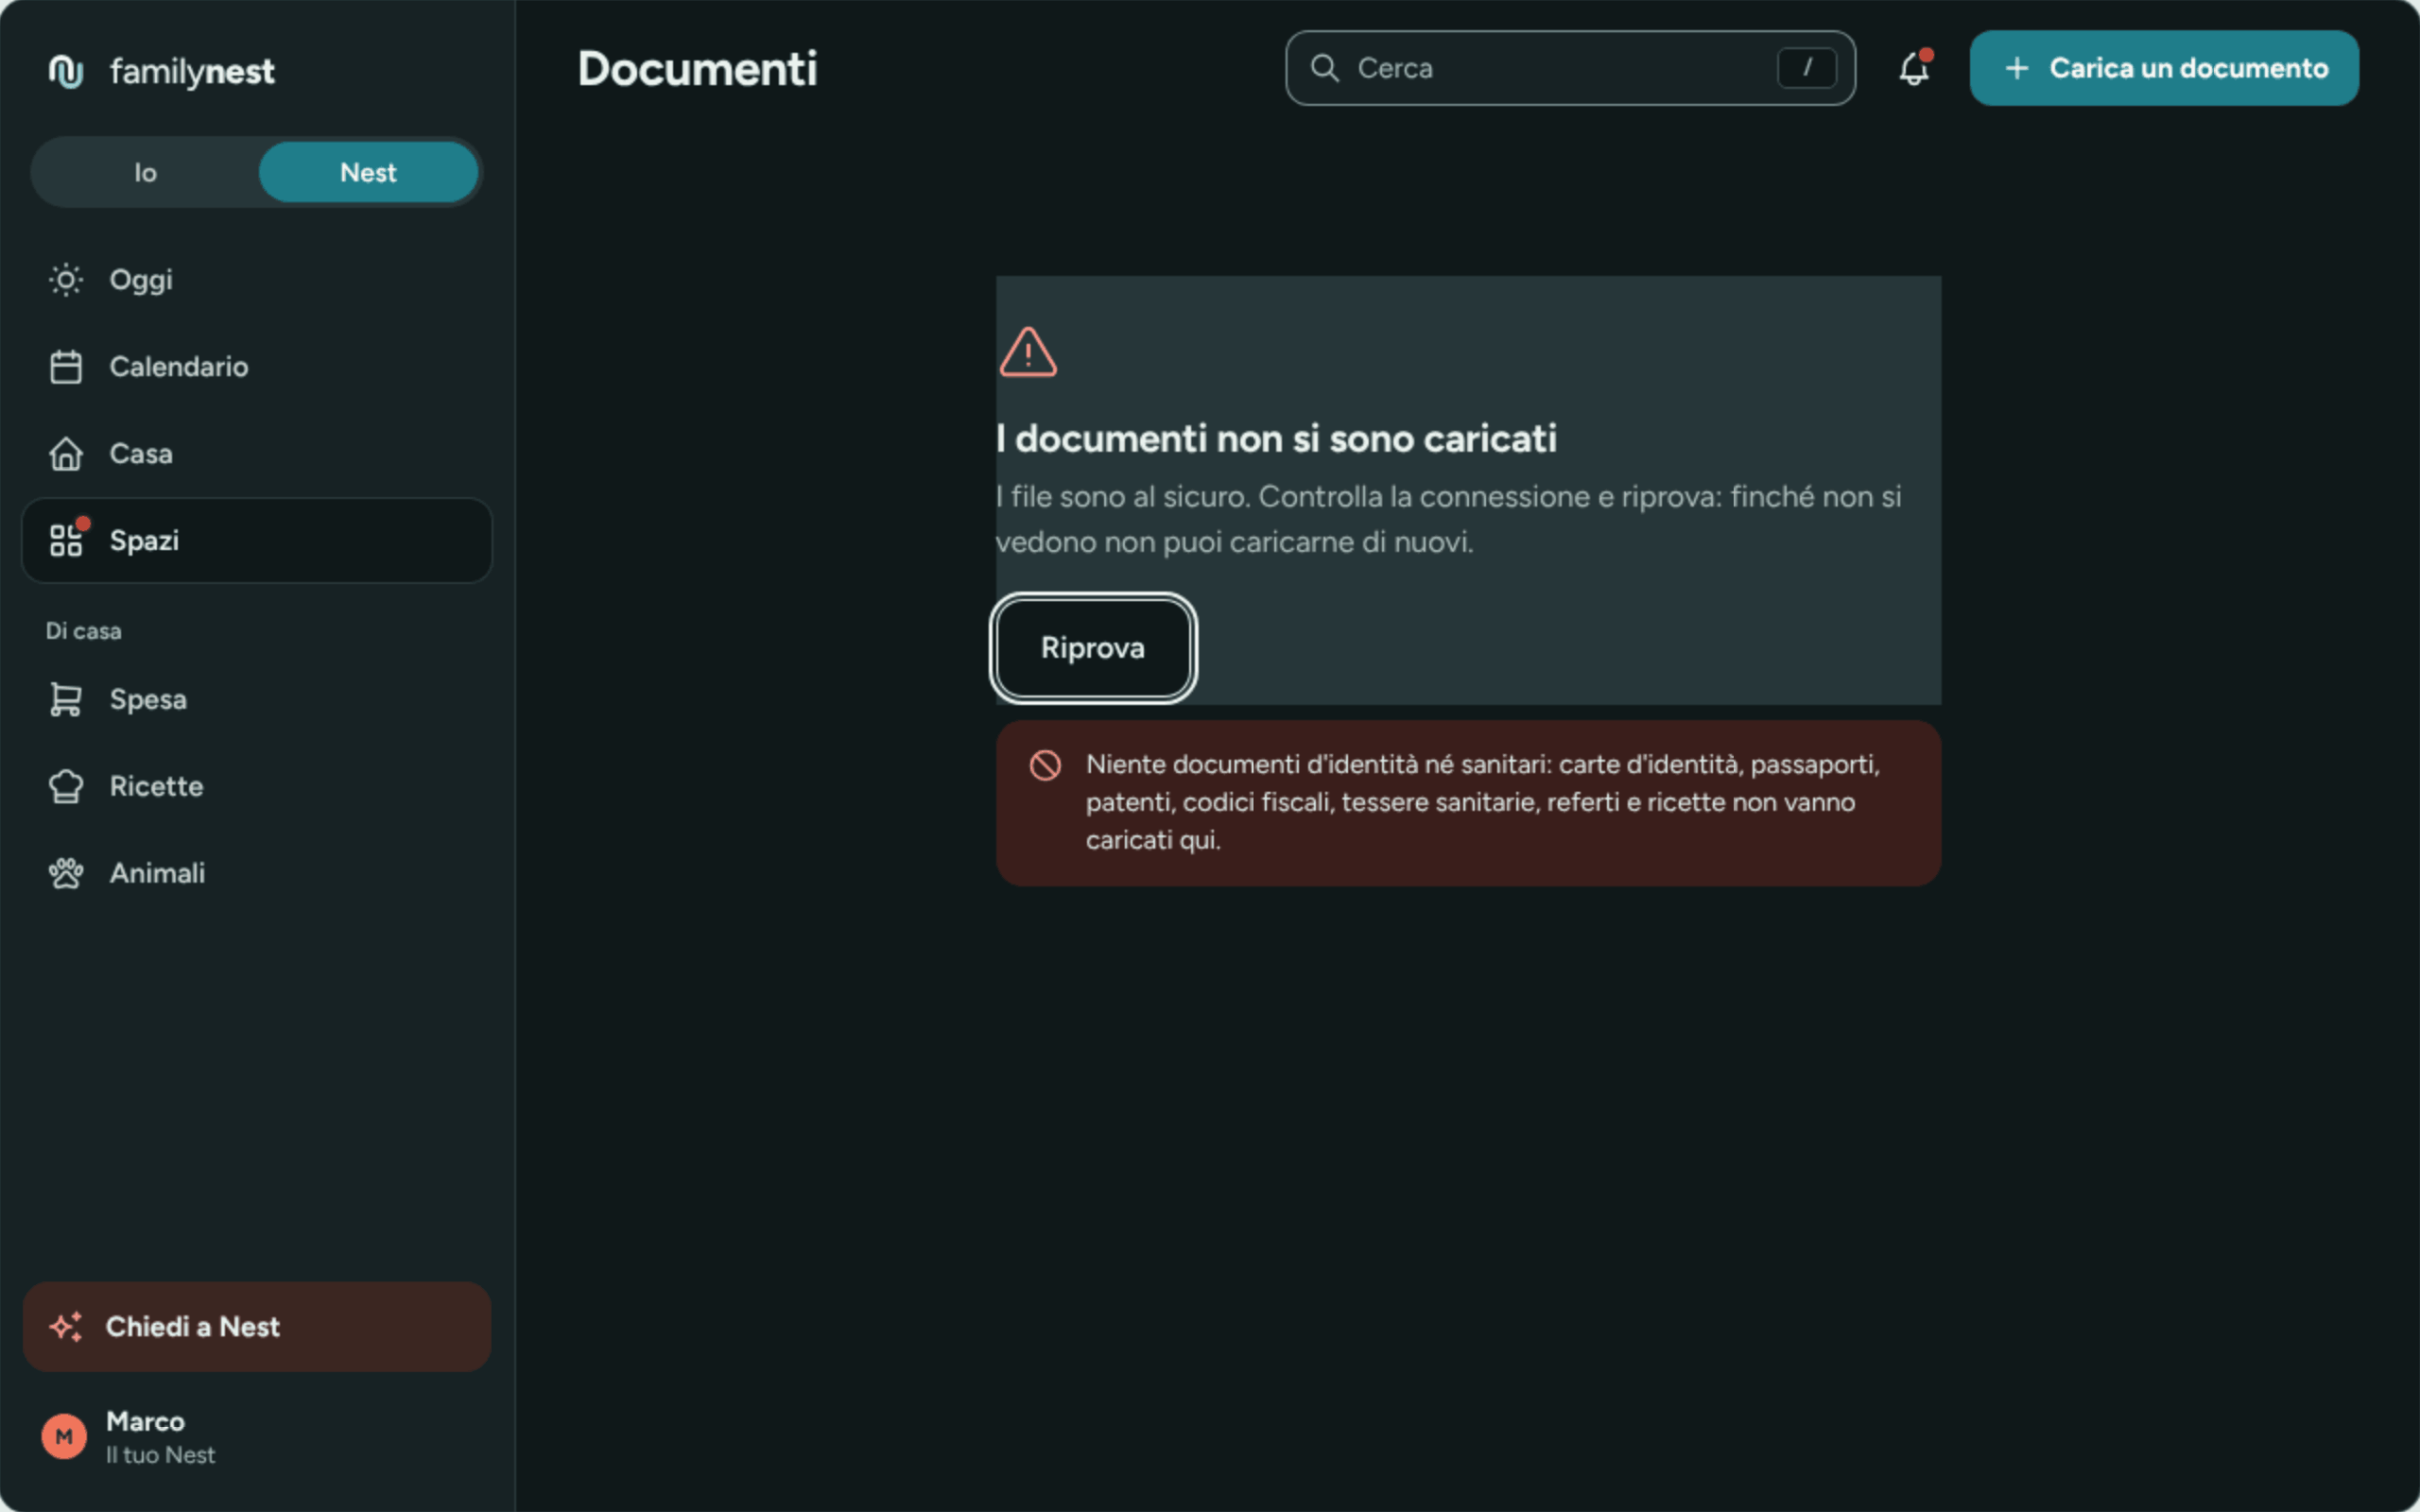 familynest
Io
Nest
Oggi
Calendario
Casa
Spazi
Di casa
Spesa
Ricette
Animali
Chiedi a Nest
M
Marco
Il tuo Nest
Documenti
Cerca
/
Carica un documento
I documenti non si sono caricati
I file sono al sicuro. Controlla la connessione e riprova: finché non si
vedono non puoi caricarne di nuovi.
Riprova
Niente documenti d'identità né sanitari: carte d'identità, passaporti,
patenti, codici fiscali, tessere sanitarie, referti e ricette non vanno
caricati qui.